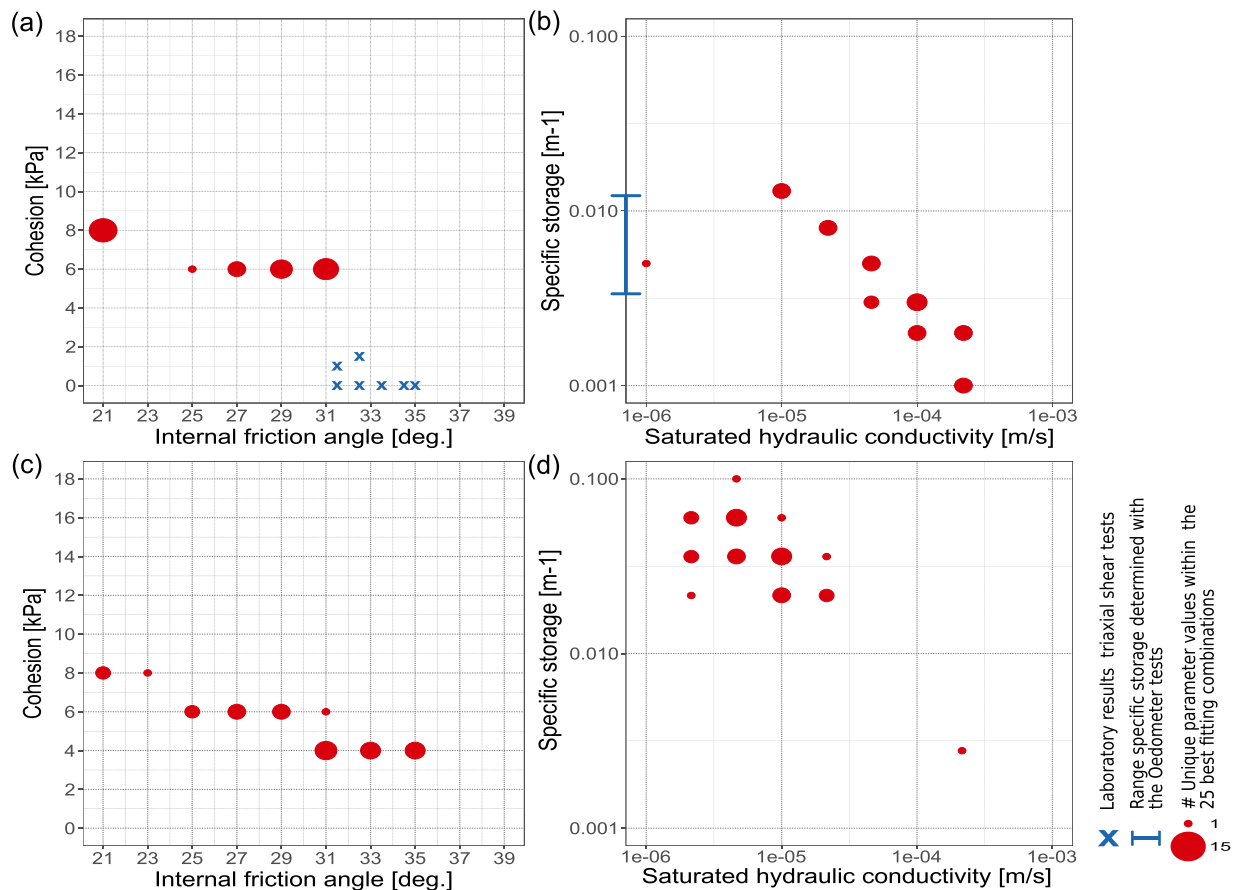 (a)
18
16
14
12
10
8
6
4
2
0
Cohesion [kPa]
21 23 25 27 29 31 33 35 37 39
Internal friction angle [deg.]
(b)
0.100
0.010
0.001
Specific storage [m-1]
1e-06 1e-05 1e-04 1e-03
Saturated hydraulic conductivity [m/s]
(c)
18
16
14
12
10
8
6
4
2
0
Cohesion [kPa]
21 23 25 27 29 31 33 35 37 39
Internal friction angle [deg.]
(d)
0.100
0.010
0.001
Specific storage [m-1]
1e-06 1e-05 1e-04 1e-03
Saturated hydraulic conductivity [m/s]
Laboratory results triaxial shear tests
Range specific storage determined with
the Oedometer tests
# Unique parameter values within the
25 best fitting combinations
1
15